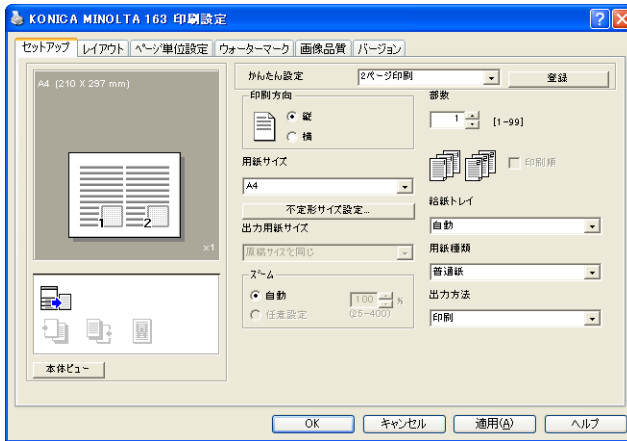 KONICA MINOLTA 163 印刷設定
セットアップ レイアウト ページ単位設定 ウォーターマーク 画像品質 バージョン
A4 (210 X 297 mm)
1 2
x1
本体ビュー
かんたん設定 2ページ印刷 登録
印刷方向
縦
横
用紙サイズ
A4
不定形サイズ設定...
出力用紙サイズ
原稿サイズと同じ
ズーム
自動 100 %
任意設定 (25-400)
部数
1 [1-99]
印刷順
給紙トレイ
自動
用紙種類
普通紙
出力方法
印刷
OK キャンセル 適用(A) ヘルプ